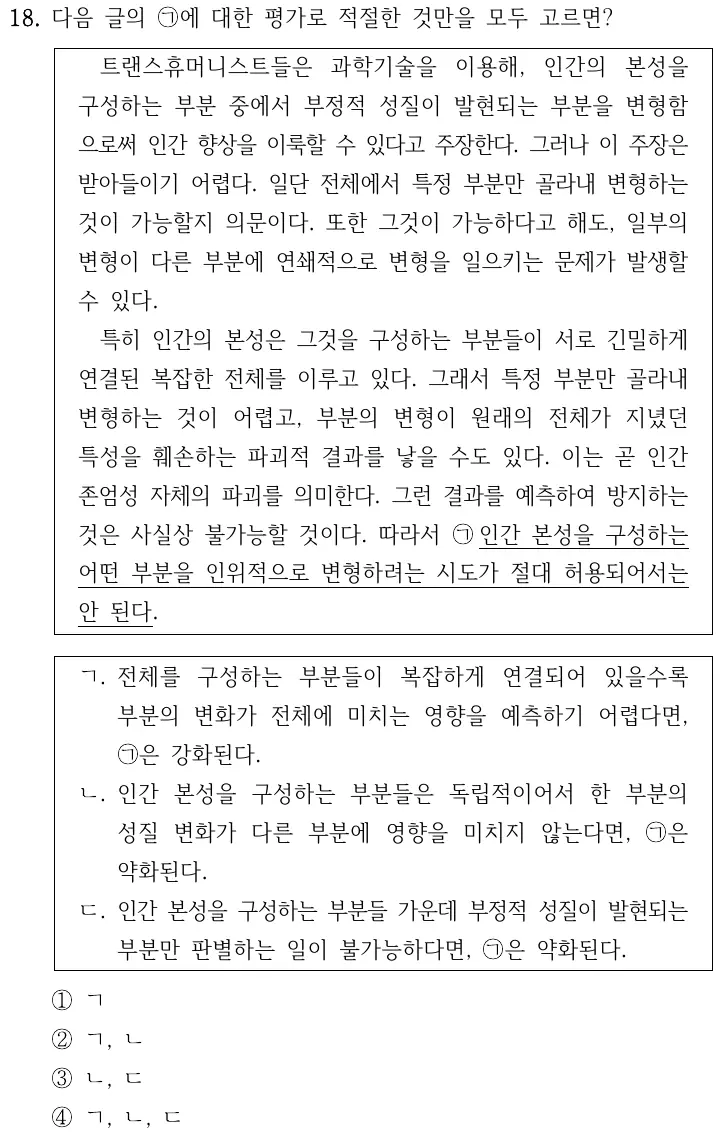 18. 다음 글의 ㉠에 대한 평가로 적절한 것만을 모두 고르면?
트랜스휴머니스트들은 과학기술을 이용해, 인간의 본성을
구성하는 부분 중에서 부정적 성질이 발현되는 부분을 변형함
으로써 인간 향상을 이룩할 수 있다고 주장한다. 그러나 이 주장은
받아들이기 어렵다. 일단 전체에서 특정 부분만 골라내 변형하는
것이 가능할지 의문이다. 또한 그것이 가능하다고 해도, 일부의
변형이 다른 부분에 연쇄적으로 변형을 일으키는 문제가 발생할
수 있다.
특히 인간의 본성은 그것을 구성하는 부분들이 서로 긴밀하게
연결된 복잡한 전체를 이루고 있다. 그래서 특정 부분만 골라내
변형하는 것이 어렵고, 부분의 변형이 원래의 전체가 지녔던
특성을 훼손하는 파괴적 결과를 낳을 수도 있다. 이는 곧 인간
존엄성 자체의 파괴를 의미한다. 그런 결과를 예측하여 방지하는
것은 사실상 불가능할 것이다. 따라서 ㉠ 인간 본성을 구성하는
어떤 부분을 인위적으로 변형하려는 시도가 절대 허용되어서는
안 된다.
ㄱ. 전체를 구성하는 부분들이 복잡하게 연결되어 있을수록
부분의 변화가 전체에 미치는 영향을 예측하기 어렵다면,
㉠은 강화된다.
ㄴ. 인간 본성을 구성하는 부분들은 독립적이어서 한 부분의
성질 변화가 다른 부분에 영향을 미치지 않는다면, ㉠은
약화된다.
ㄷ. 인간 본성을 구성하는 부분들 가운데 부정적 성질이 발현되는
부분만 판별하는 일이 불가능하다면, ㉠은 약화된다.
① ㄱ
② ㄱ, ㄴ
③ ㄴ, ㄷ
④ ㄱ, ㄴ, ㄷ